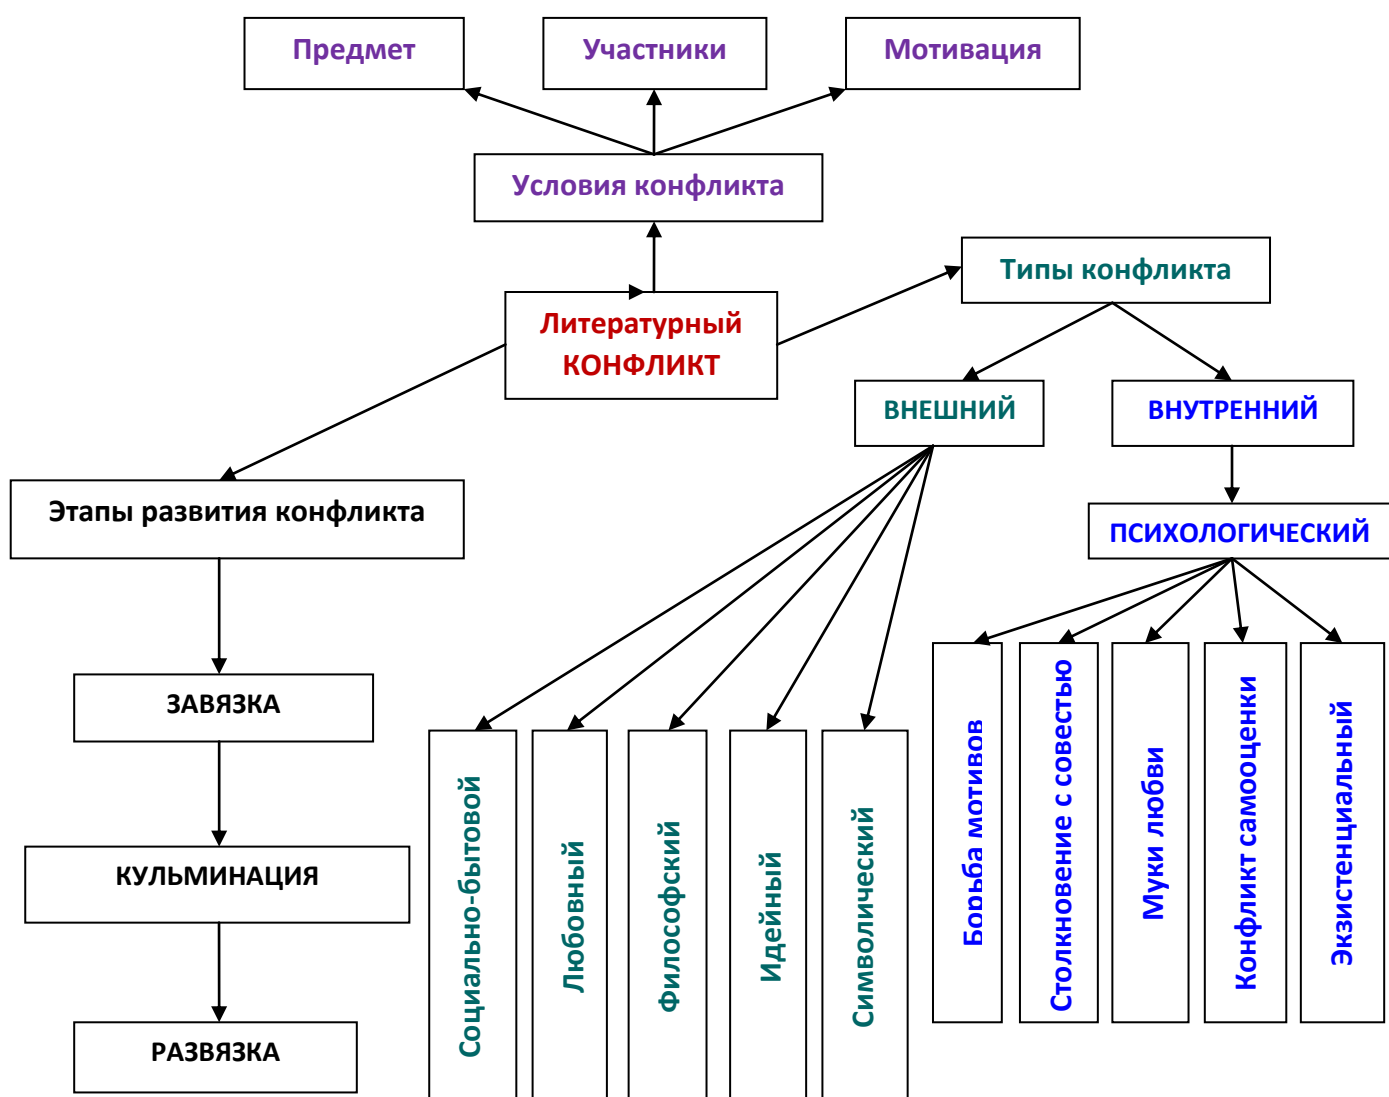 Предмет
Участники
Мотивация
Условия конфликта
Типы конфликта
Литературный
КОНФЛИКТ
ВНЕШНИЙ
ВНУТРЕННИЙ
Этапы развития конфликта
ПСИХОЛОГИЧЕСКИЙ
ЗАВЯЗКА
КУЛЬМИНАЦИЯ
РАЗВЯЗКА
Социально-бытовой
Любовный
Философский
Идейный
Символический
Борьба мотивов
Столкновение с совестью
Муки любви
Конфликт самооценки
Экзистенциальный